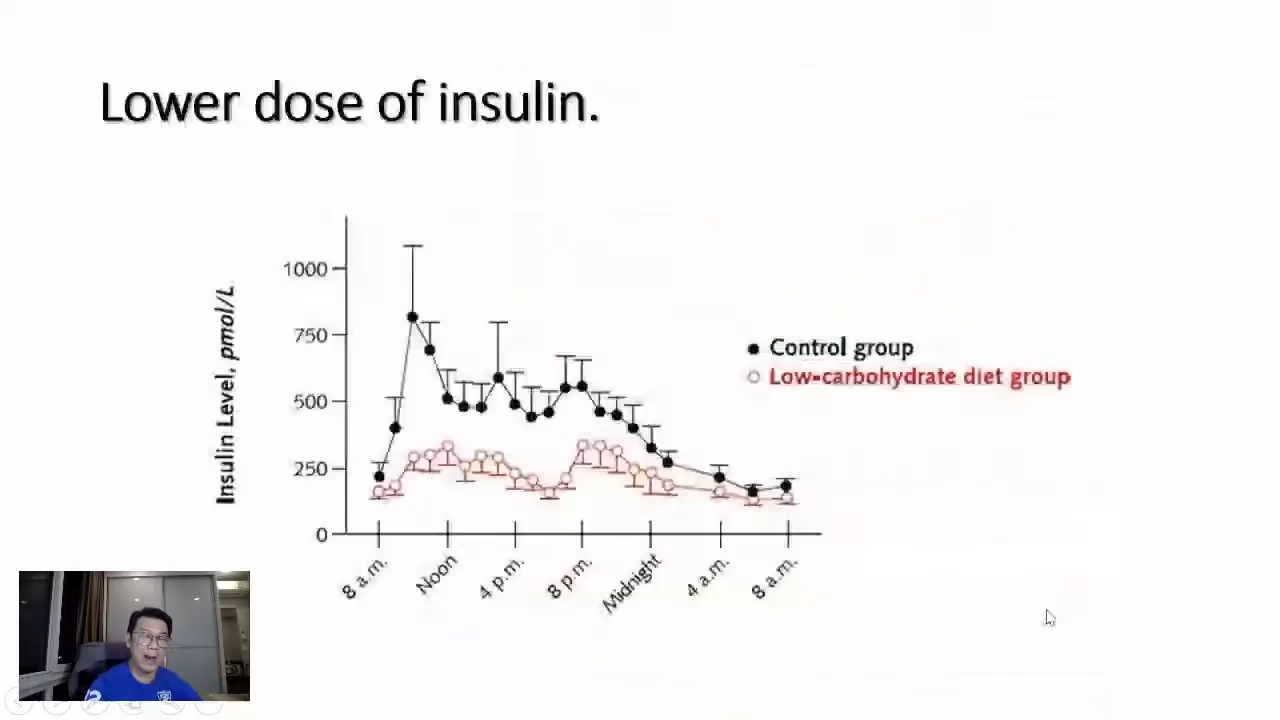 Lower dose of insulin.
Insulin Level, pmol/L
1000
750
500
250
0
8 a.m.
Noon
4 p.m.
8 p.m.
Midnight
4 a.m.
8 a.m.
Control group
Low-carbohydrate diet group